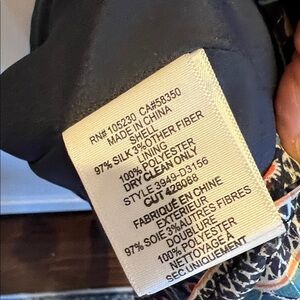 RN# 105230 CA#58350
MADE IN CHINA
SHELL
97% SILK 3%OTHER FIBER
LINING
100% POLYESTER
DRY CLEAN ONLY
STYLE 3949-D3156
CUT 428088
FABRIQUÉ EN CHINE
EXTERIEUR
97% SOIE 3%AUTRES FIBRES
DOUBLURE
100% POLYESTER
NETTOYAGE A
SEC UNIQUEMENT